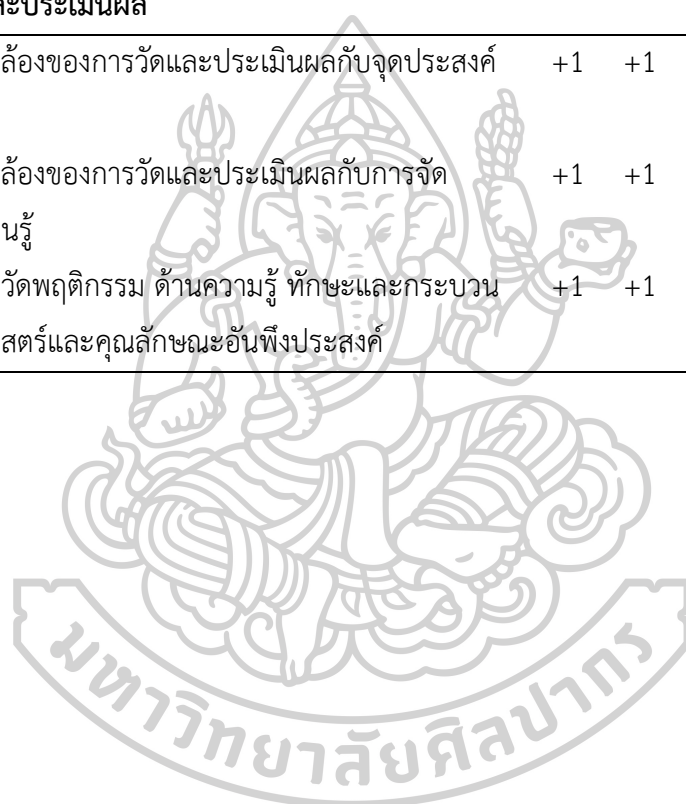 ละประเมินผล
ล้องของการวัดและประเมินผลกับจุดประสงค์ +1 +1
ล้องของการวัดและประเมินผลกับการจัด +1 +1
นรู้
วัดพฤติกรรม ด้านความรู้ ทักษะและกระบวน +1 +1
สตร์และคุณลักษณะอันพึงประสงค์
มหาวิทยาลัยศิลปากร